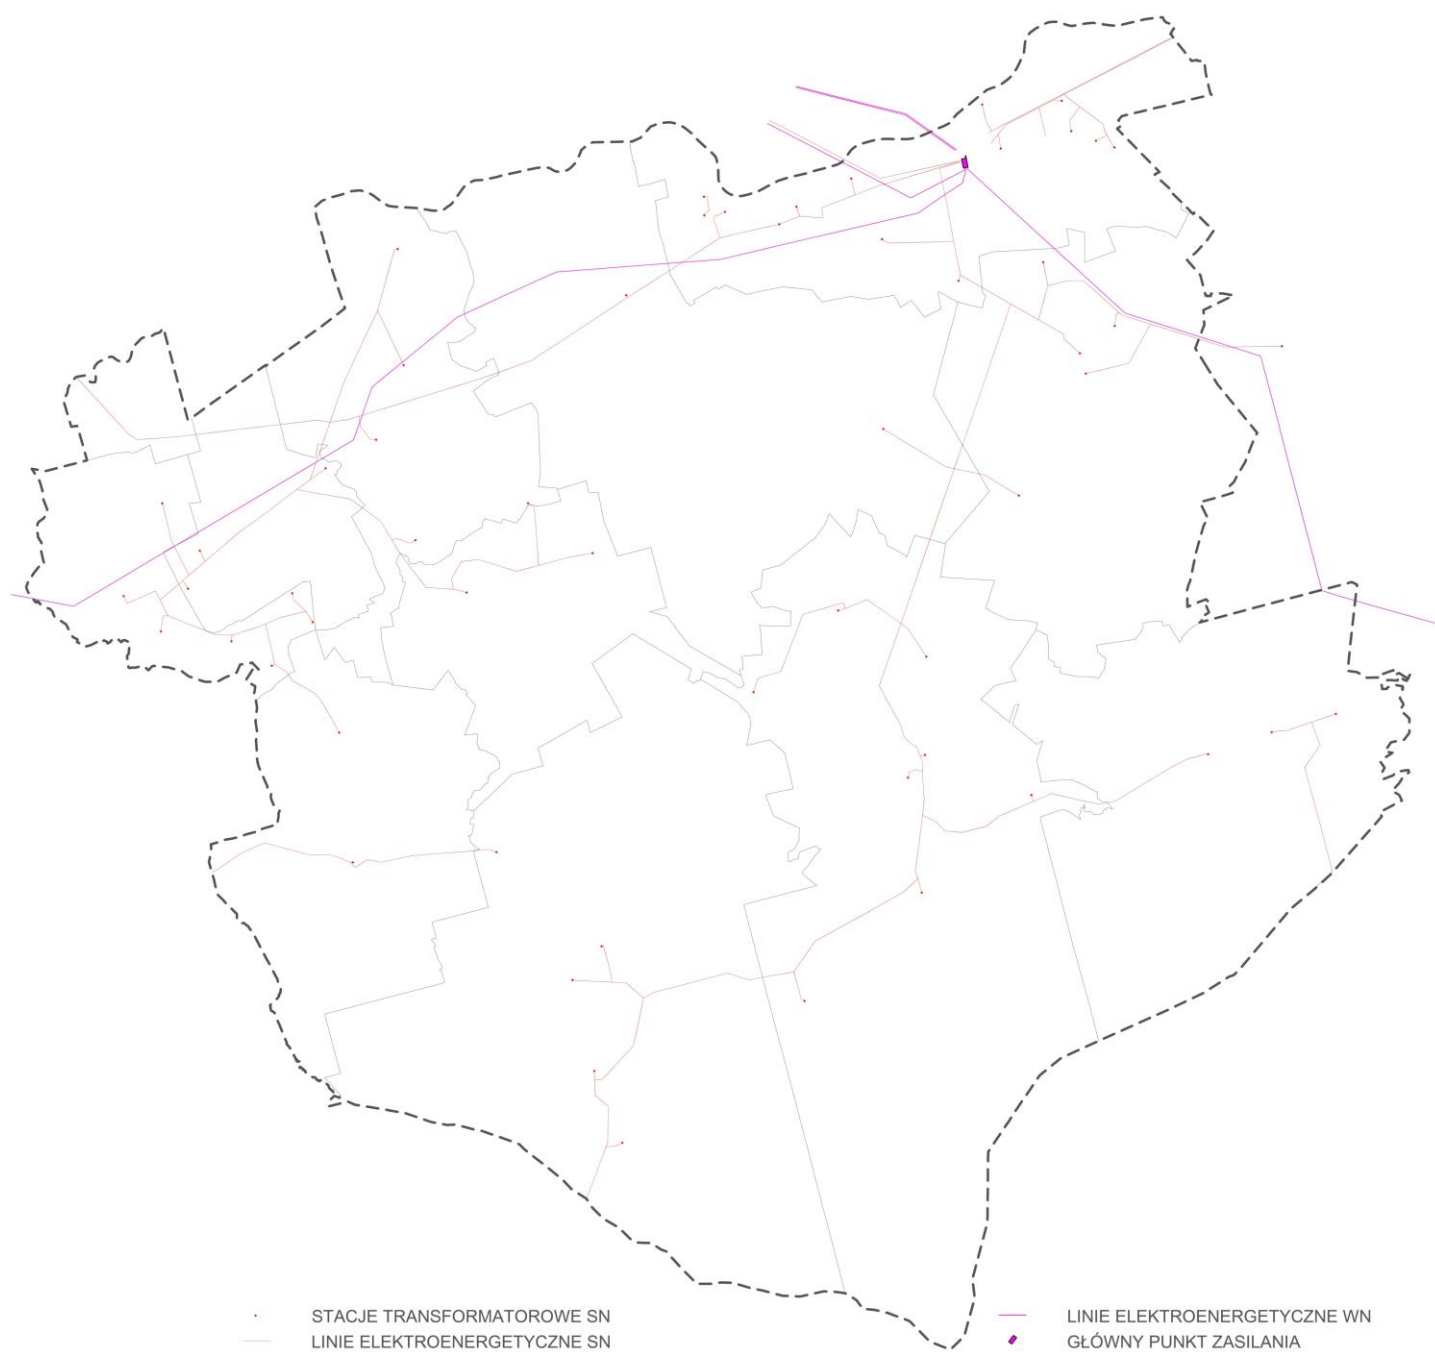 STACJE TRANSFORMATOROWE SN
LINIE ELEKTROENERGETYCZNE SN
LINIE ELEKTROENERGETYCZNE WN
GŁÓWNY PUNKT ZASILANIA